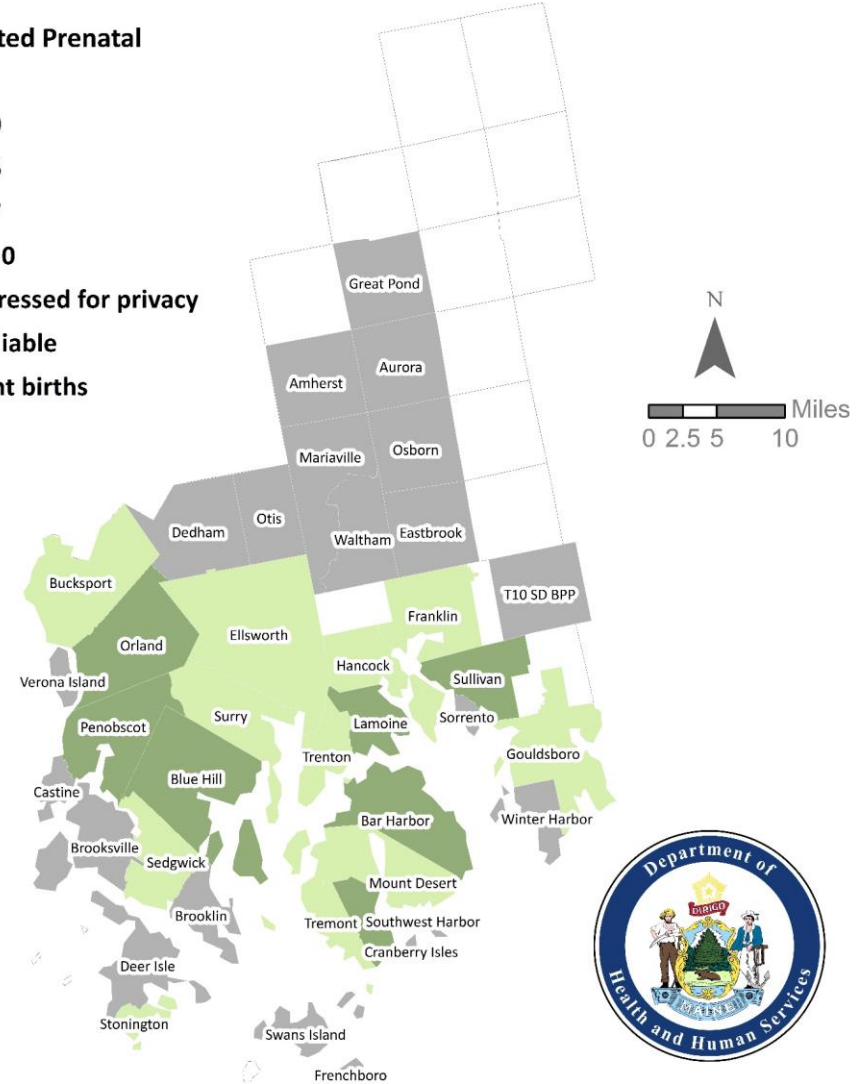 ted Prenatal
0
ressed for privacy
iable
nt births
Great Pond
Aurora
Amherst
Osborn
Mariaville
Otis
Dedham
Waltham
Eastbrook
Bucksport
T10 SD BPP
Franklin
Ellsworth
Orland
Hancock
Verona Island
Sullivan
Surry
Lamoine
Sorrento
Penobscot
Trenton
Gouldsboro
Blue Hill
Castine
Bar Harbor
Winter Harbor
Brooksville
Sedgwick
Mount Desert
Brooklin
Tremont
Southwest Harbor
Cranberry Isles
Deer Isle
Stonington
Swans Island
Frenchboro
N
Miles
0 2.5 5 10
Department of
Health and Human Services
DIRIGO
MAINE